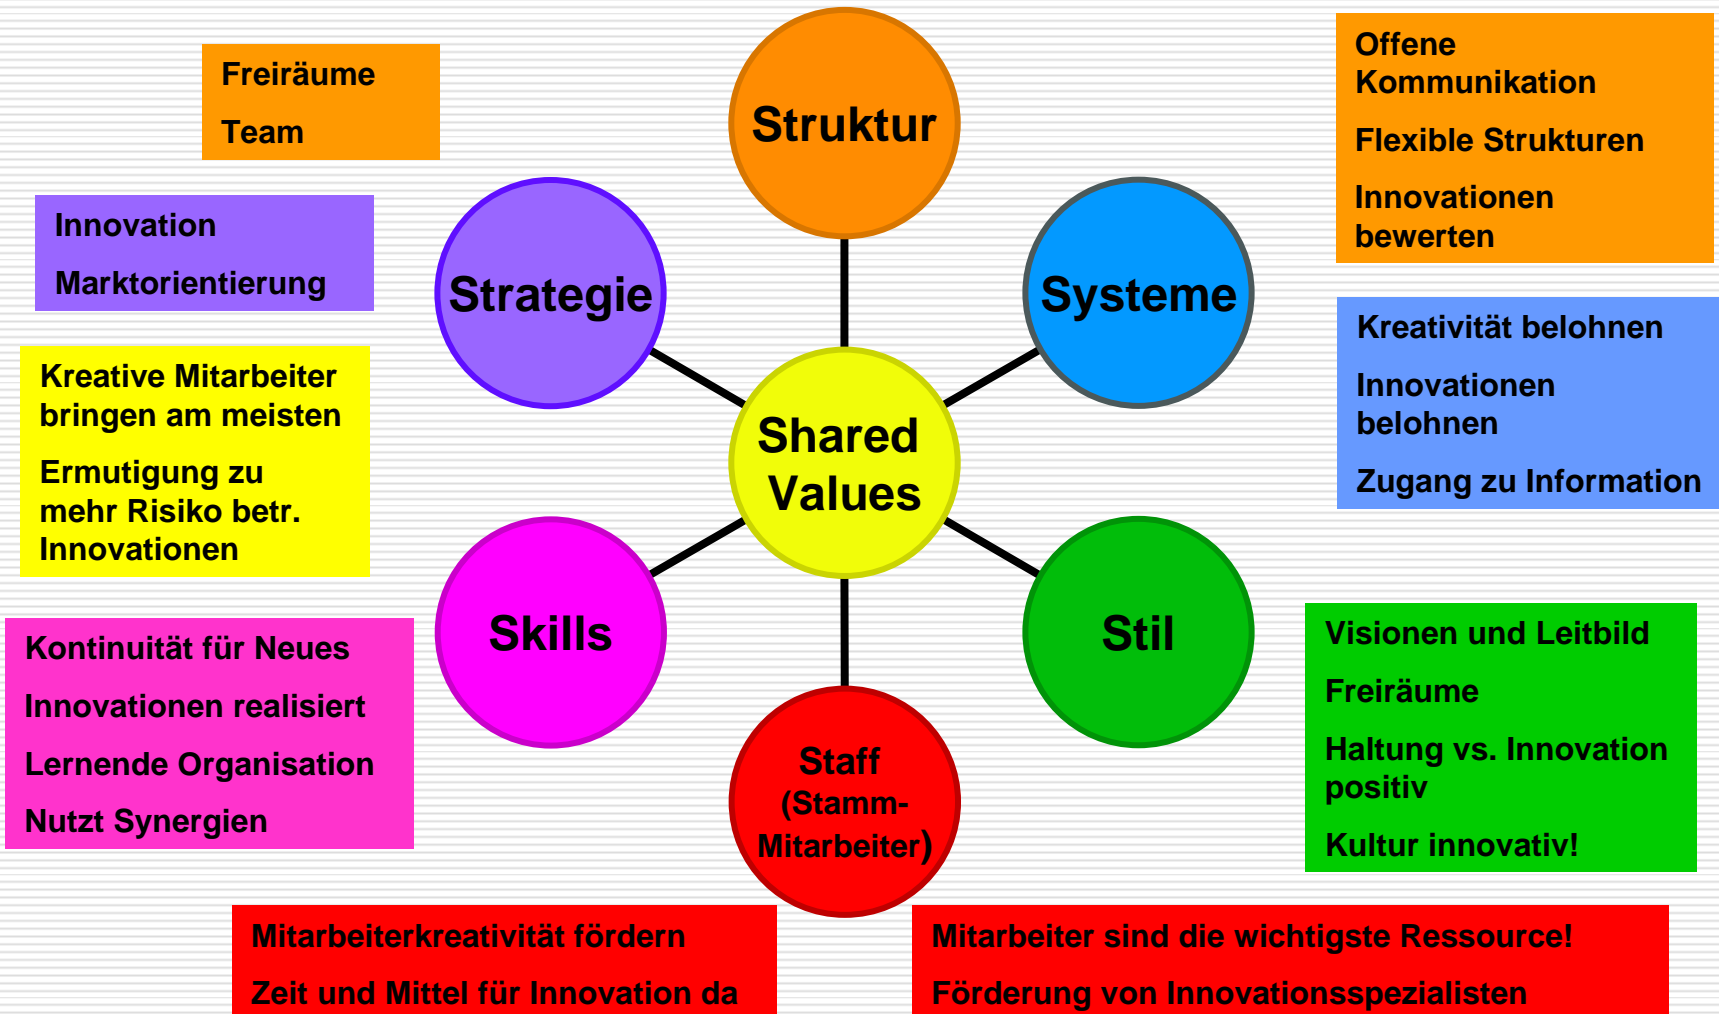 Freiräume
Team
Innovation
Marktorientierung
Kreative Mitarbeiter
bringen am meisten
Ermutigung zu
mehr Risiko betr.
Innovationen
Kontinuität für Neues
Innovationen realisiert
Lernende Organisation
Nutzt Synergien
Struktur
Strategie
Systeme
Shared
Values
Skills
Stil
Staff
(Stamm-
Mitarbeiter)
Offene
Kommunikation
Flexible Strukturen
Innovationen
bewerten
Kreativität belohnen
Innovationen
belohnen
Zugang zu Information
Visionen und Leitbild
Freiräume
Haltung vs. Innovation
positiv
Kultur innovativ!
Mitarbeiterkreativität fördern
Zeit und Mittel für Innovation da
Mitarbeiter sind die wichtigste Ressource!
Förderung von Innovationsspezialisten